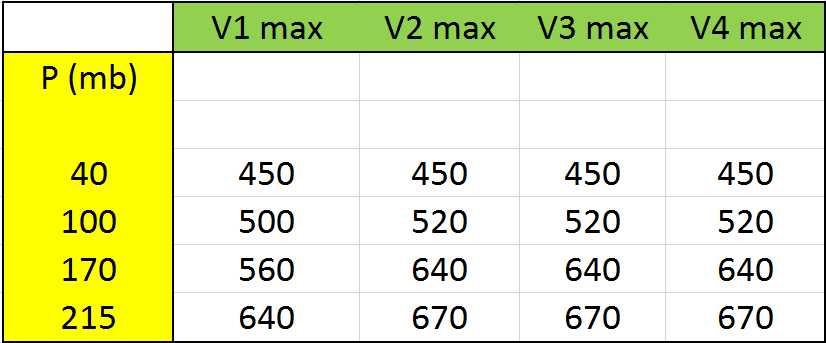 V1 max V2 max V3 max V4 max
P (mb)
40 450 450 450 450
100 500 520 520 520
170 560 640 640 640
215 640 670 670 670